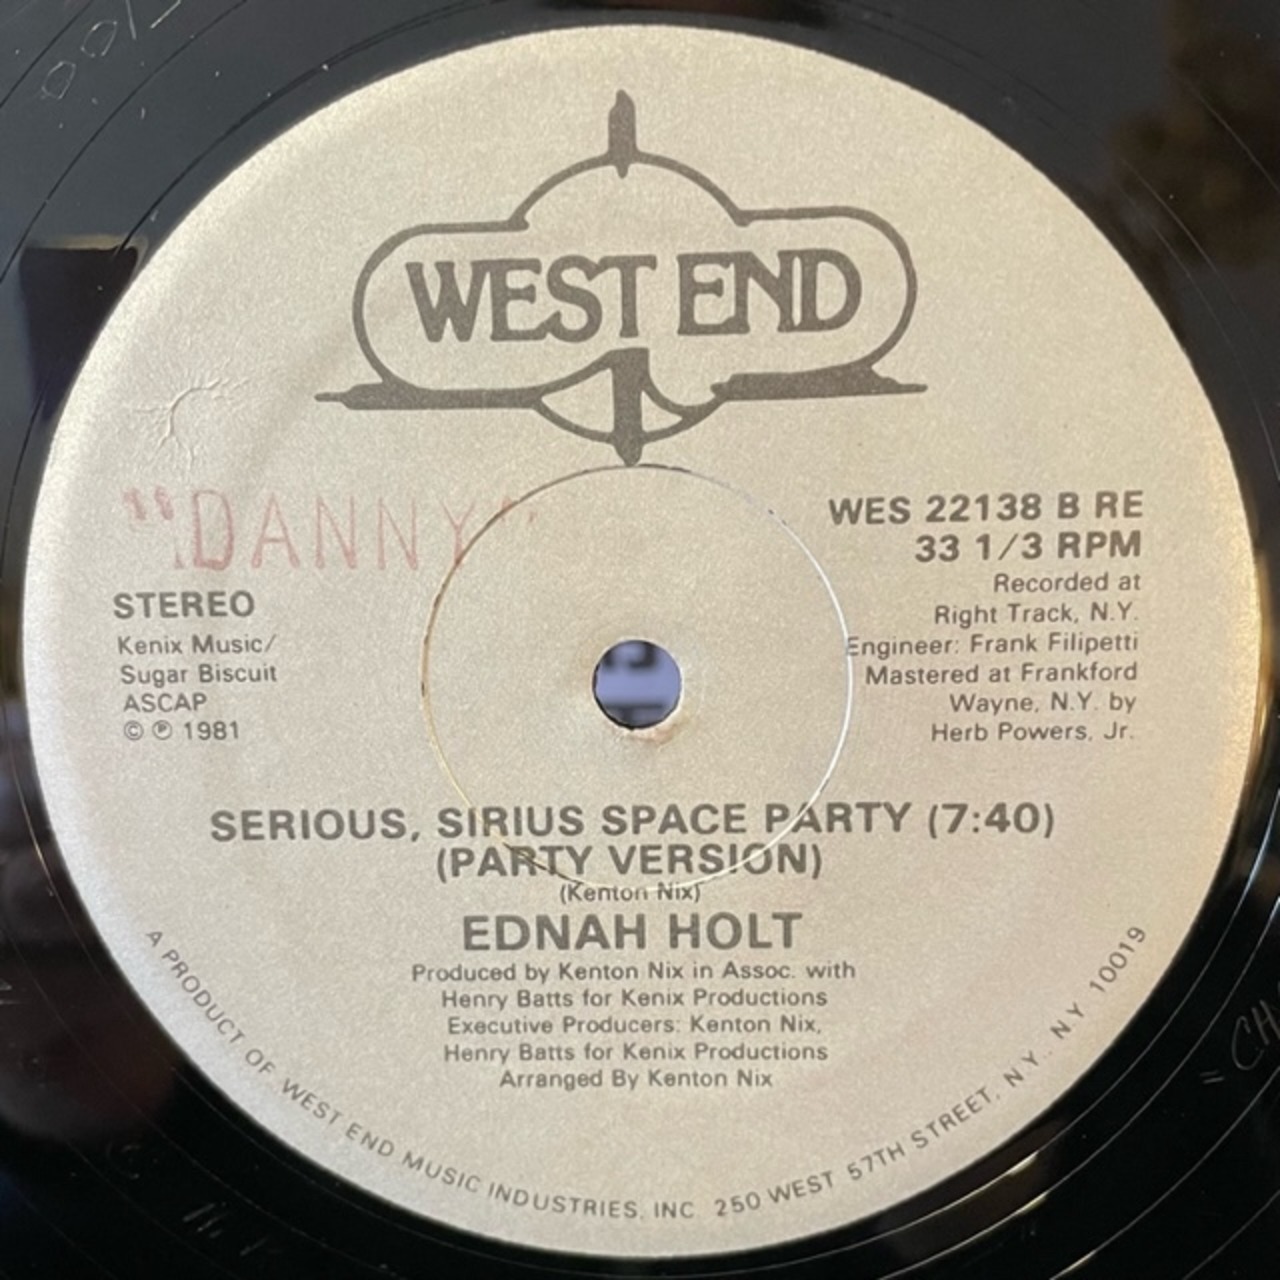 WEST END
"DANNY"
WES 22138 B RE
33 1/3 RPM
Recorded at
Right Track, N.Y.
Engineer: Frank Filipetti
Mastered at Frankford
Wayne, N.Y. by
Herb Powers, Jr.
STEREO
Kenix Music/
Sugar Biscuit
ASCAP
© ℗ 1981
SERIOUS, SIRIUS SPACE PARTY (7:40)
(PARTY VERSION)
(Kenton Nix)
EDNAH HOLT
Produced by Kenton Nix in Assoc. with
Henry Batts for Kenix Productions
Executive Producers: Kenton Nix,
Henry Batts for Kenix Productions
Arranged By Kenton Nix
A PRODUCT OF WEST END MUSIC INDUSTRIES, INC 250 WEST 57TH STREET, N.Y., N.Y 10019